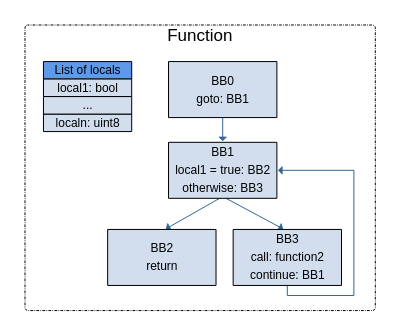 Function
List of locals
local1: bool
...
localn: uint8
BB0
goto: BB1
BB1
local1 = true: BB2
otherwise: BB3
BB2
return
BB3
call: function2
continue: BB1